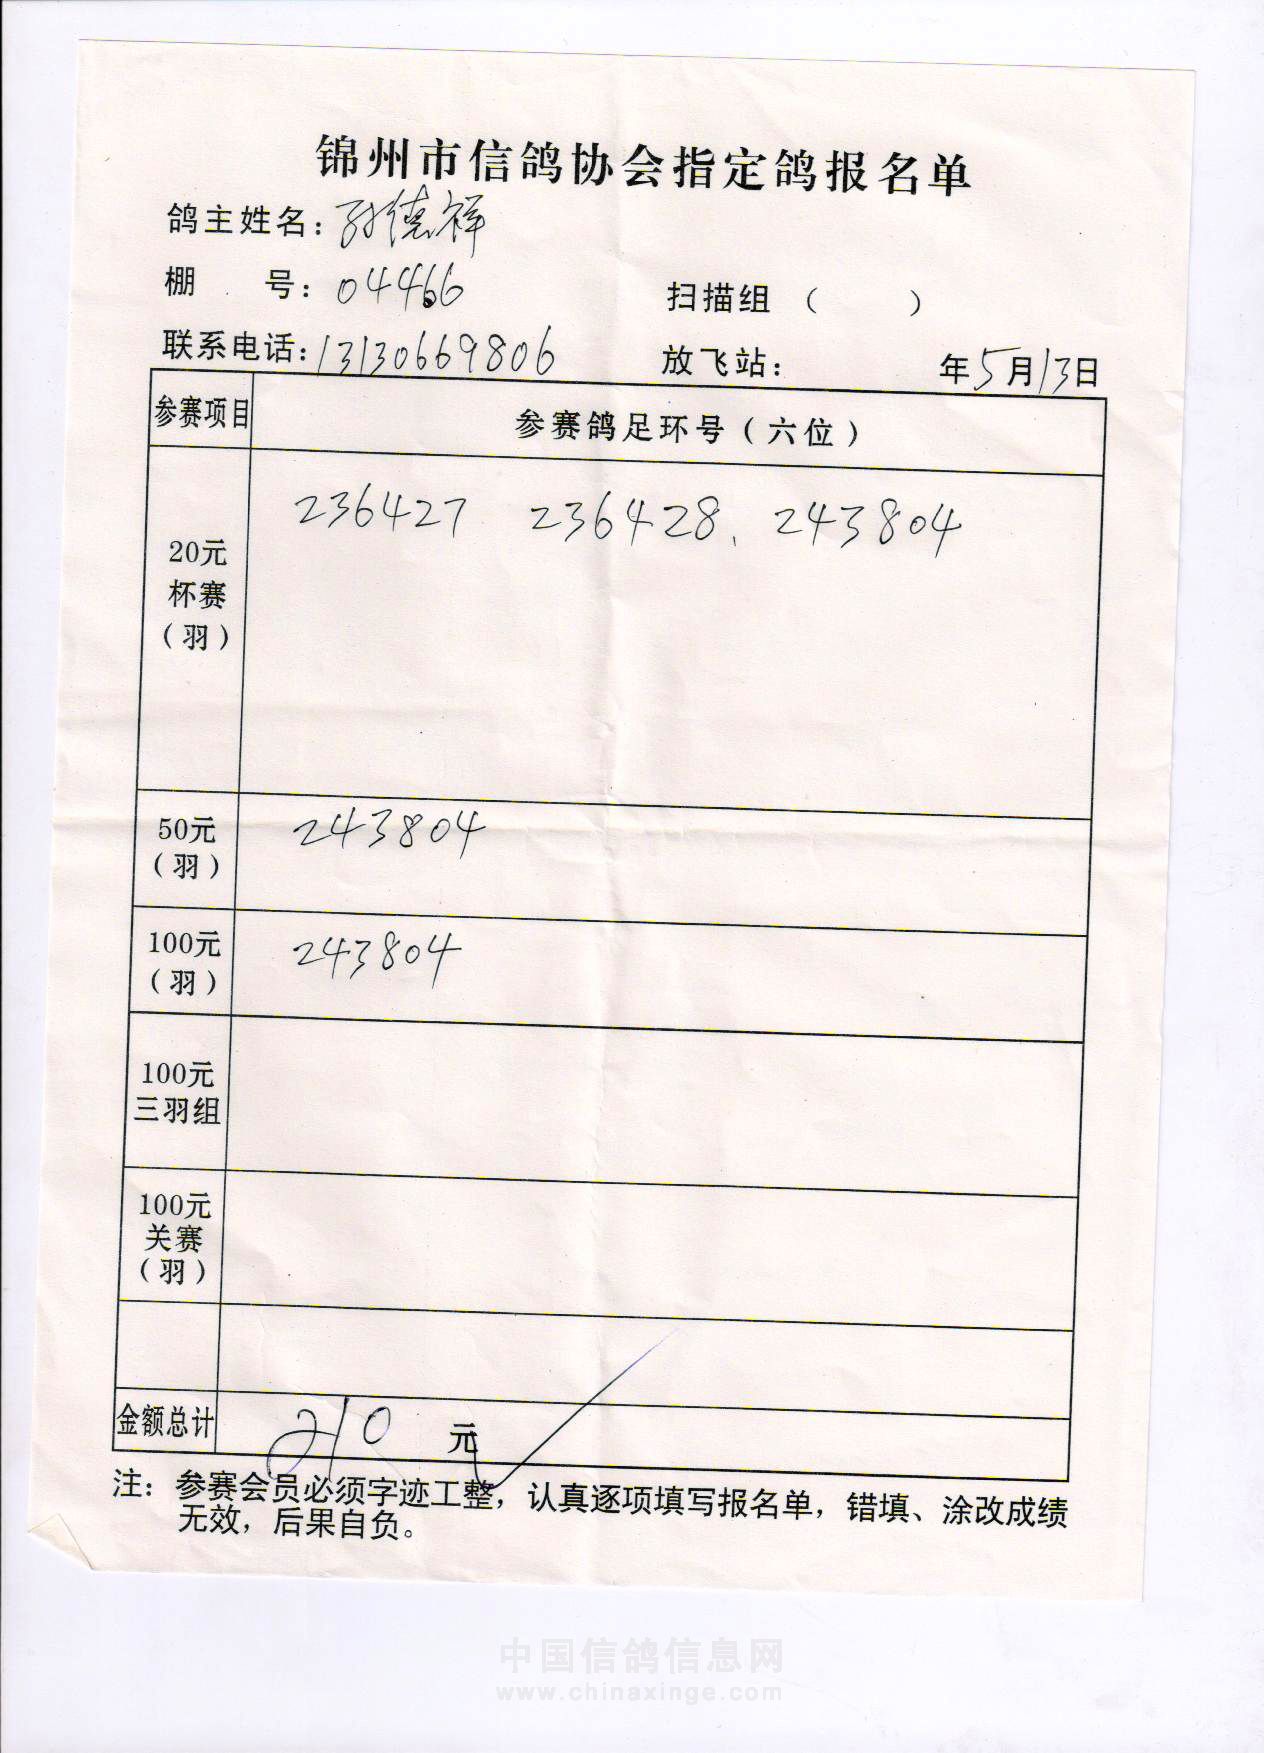 锦州市信鸽协会指定鸽报名单
鸽主姓名：孙德祥
棚 号：04466
扫描组（ ）
联系电话：13130669806
放飞站： 年5月13日
参赛项目 参赛鸽足环号（六位）
20元
杯赛
（羽）
236427 236428、243804
50元
（羽）
243804
100元
（羽）
243804
100元
三羽组
100元
关赛
（羽）
金额总计 210 元
注：参赛会员必须字迹工整，认真逐项填写报名单，错填、涂改成绩
无效，后果自负。
中国信鸽信息网
www.chinaxinge.com